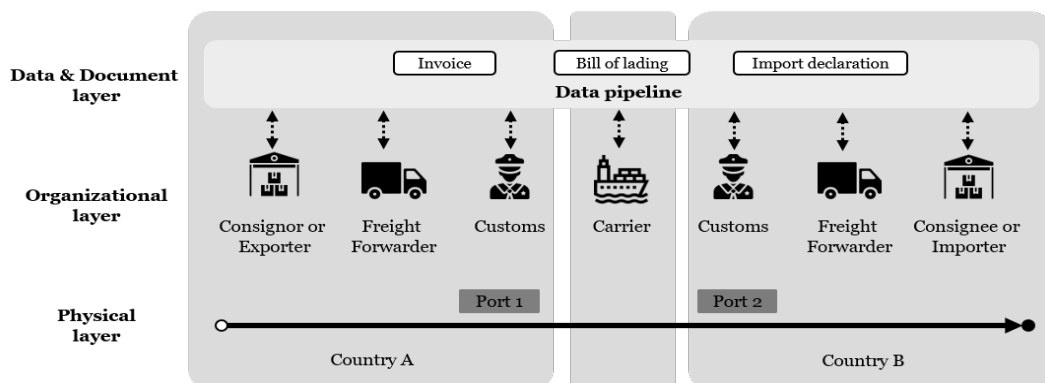 Data & Document
layer
Invoice
Bill of lading
Import declaration
Data pipeline
Organizational
layer
Consignor or
Exporter
Freight
Forwarder
Customs
Carrier
Customs
Freight
Forwarder
Consignee or
Importer
Physical
layer
Port 1
Port 2
Country A
Country B